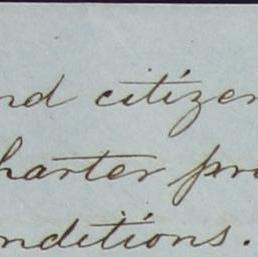 nd citizen
harter pro
nditions.